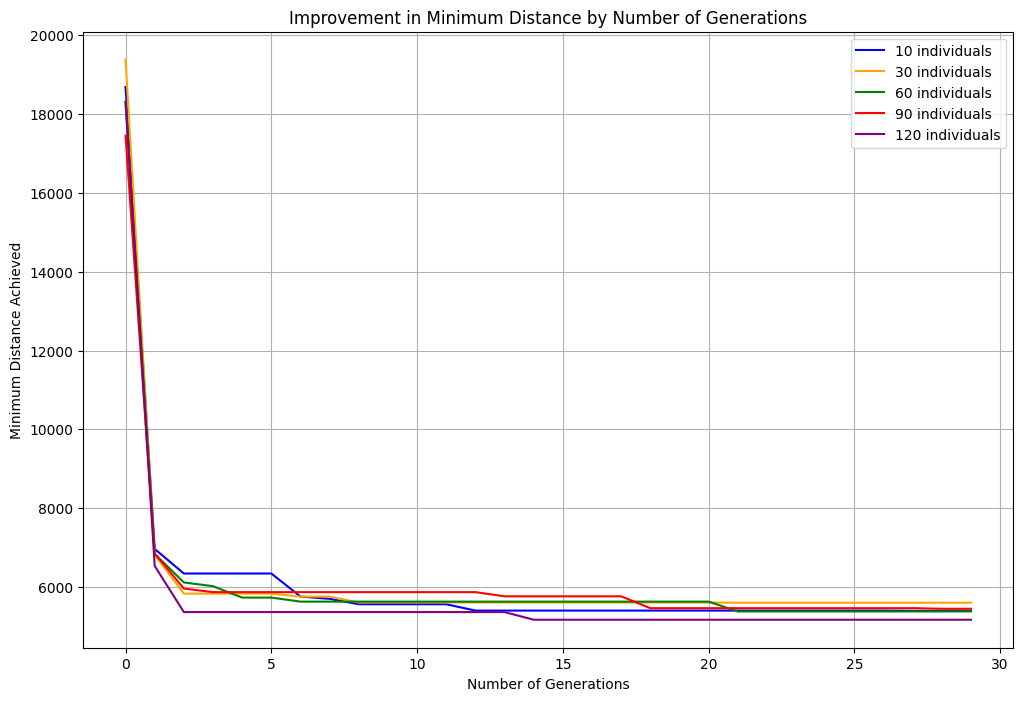 Improvement in Minimum Distance by Number of Generations
20000
18000
16000
14000
12000
10000
8000
6000
Minimum Distance Achieved
10 individuals
30 individuals
60 individuals
90 individuals
120 individuals
0 5 10 15 20 25 30
Number of Generations